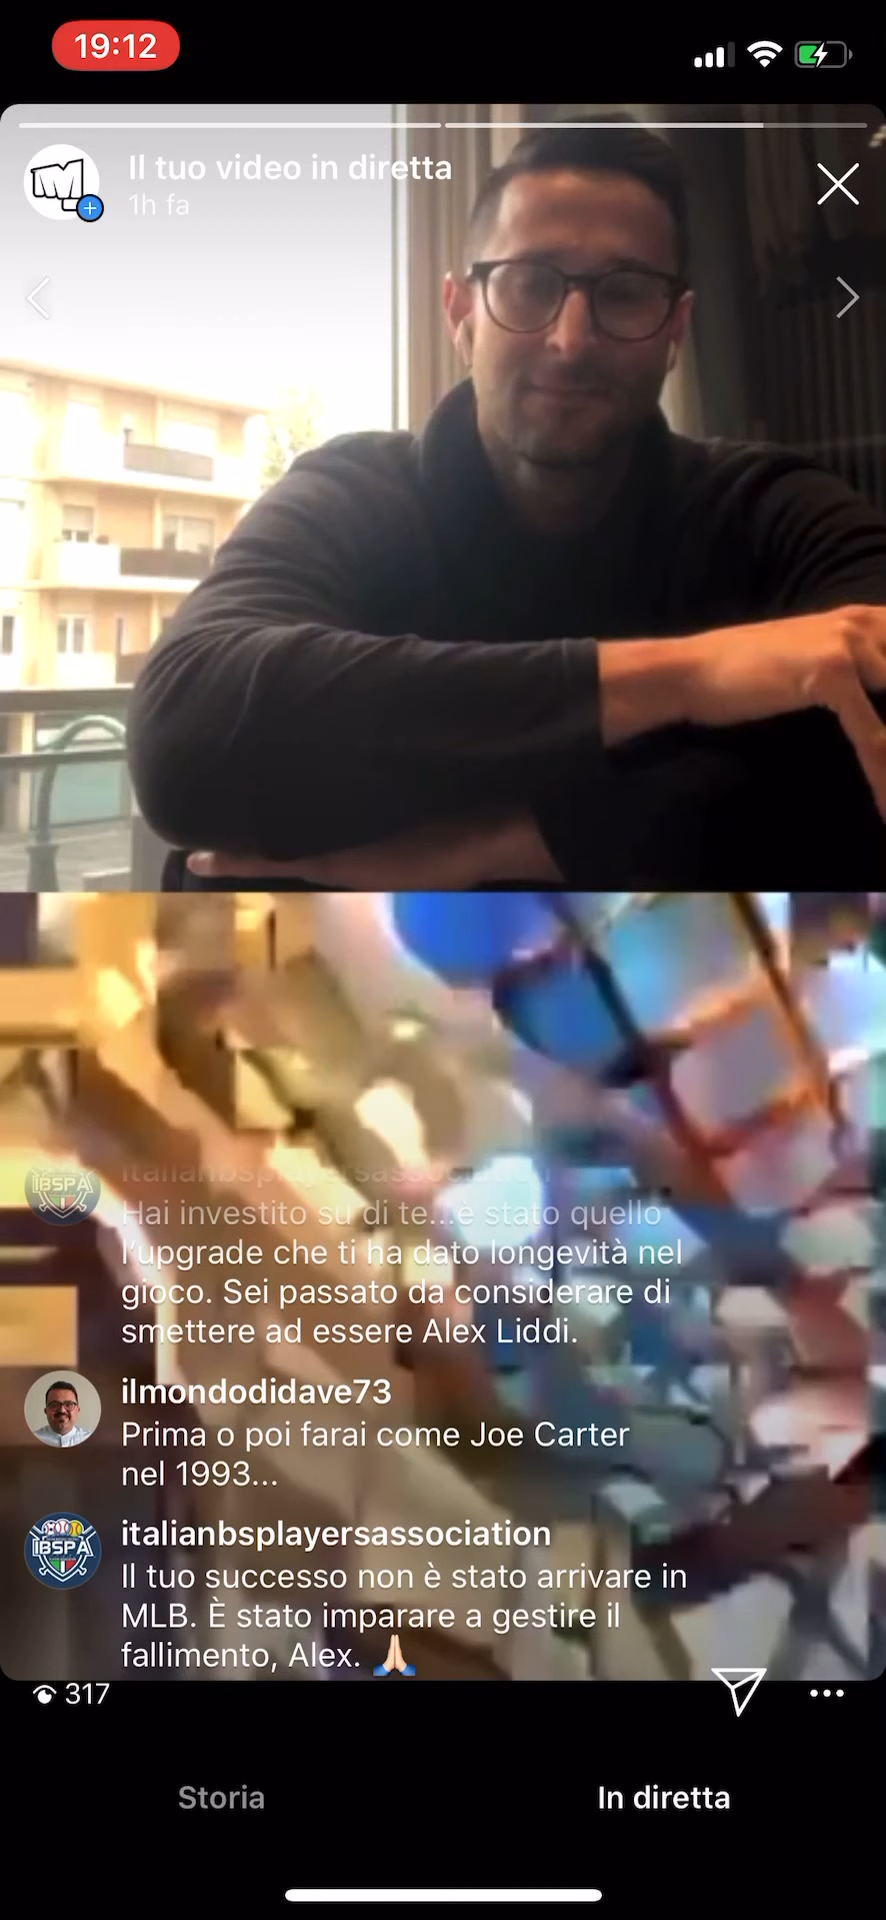 19:12
Il tuo video in diretta
1h fa
italianbsplayersassociation
IBSPA
Hai investito su di te...è stato quello
l'upgrade che ti ha dato longevità nel
gioco. Sei passato da considerare di
smettere ad essere Alex Liddi.
ilmondodidave73
Prima o poi farai come Joe Carter
nel 1993...
italianbsplayersassociation
IBSPA
Il tuo successo non è stato arrivare in
MLB. È stato imparare a gestire il
fallimento, Alex. 🙏🏻
317
Storia
In diretta